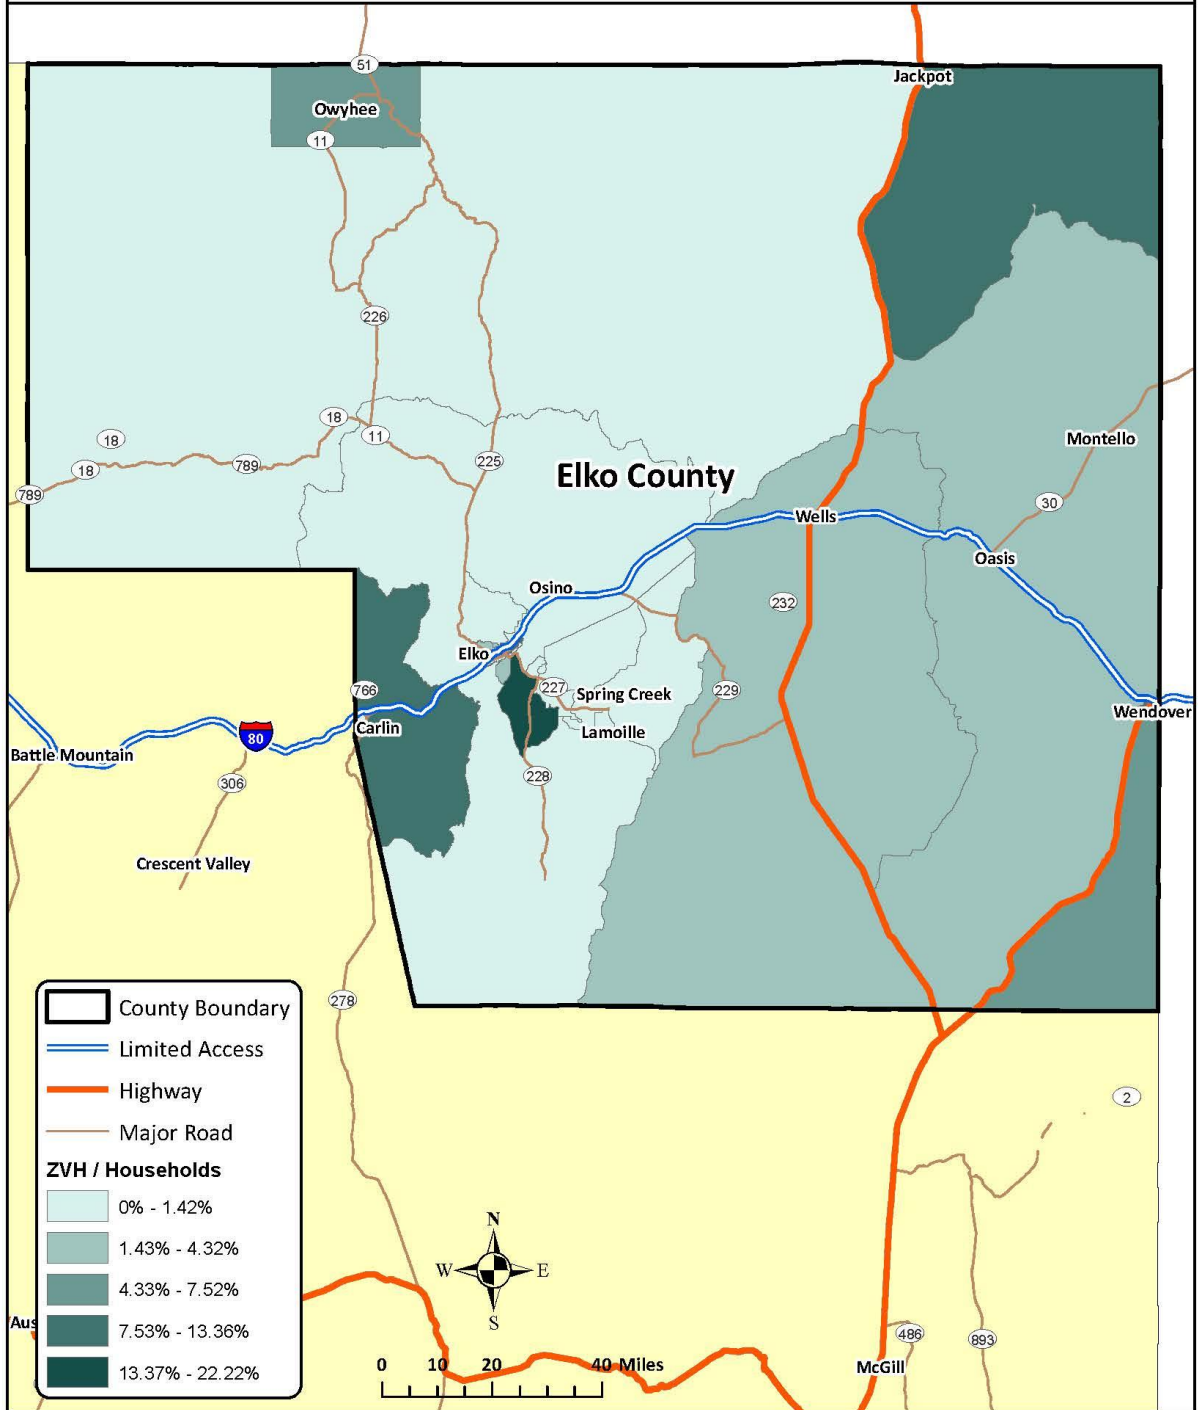 51
Jackpot
Owyhee
11
226
18
18
11
18
789
225
789
Elko County
Montello
30
Wells
Oasis
Osino
232
Elko
766
227
Spring Creek
229
Carlin
Lamoille
Wendover
80
Battle Mountain
306
228
Crescent Valley
278
County Boundary
Limited Access
Highway
Major Road
ZVH / Households
0% - 1.42%
1.43% - 4.32%
4.33% - 7.52%
7.53% - 13.36%
13.37% - 22.22%
2
N
W E
S
Aus
0 10 20 40 Miles
486
893
McGill